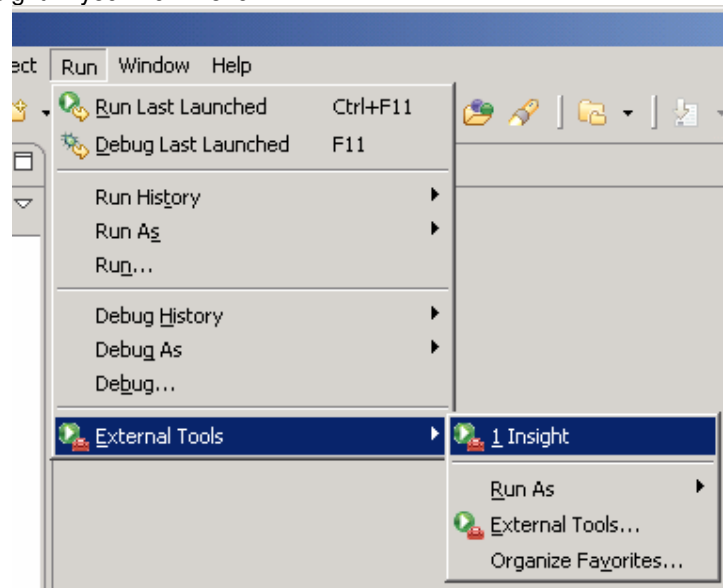 ect Run Window Help
Run Last Launched Ctrl+F11
Debug Last Launched F11
Run History
Run As
Run...
Debug History
Debug As
Debug...
External Tools
1 Insight
Run As
External Tools...
Organize Favorites...